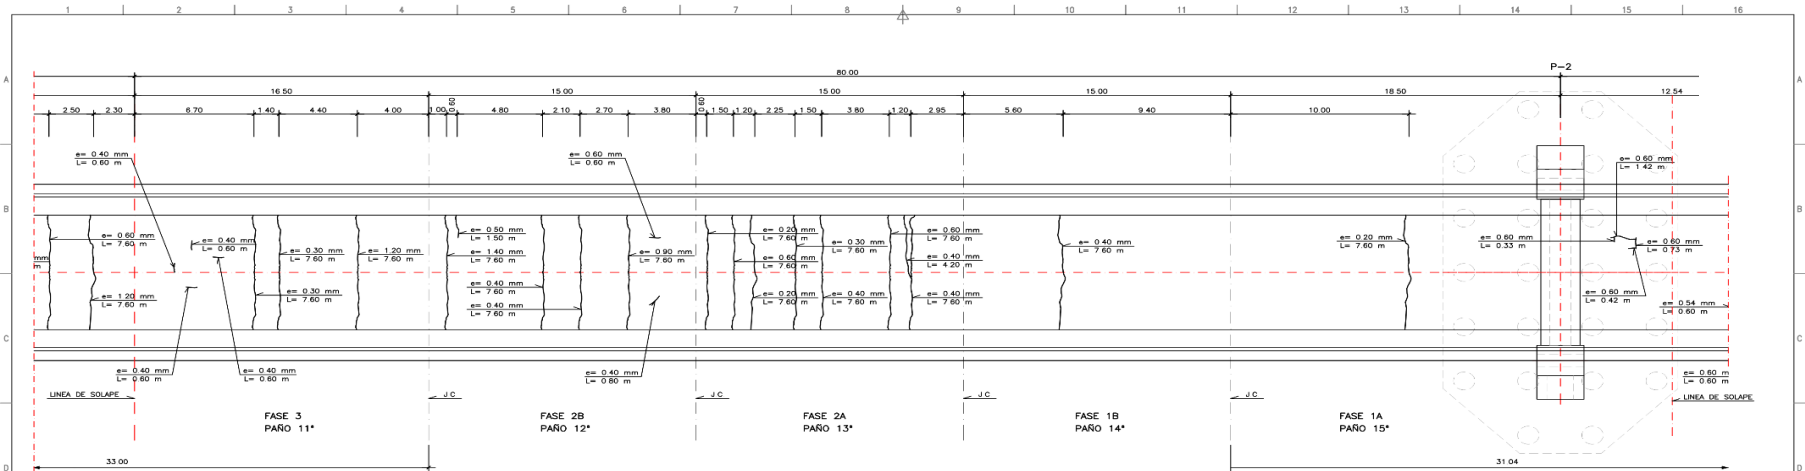 1 2 3 4 5 6 7 8 9 10 11 12 13 14 15 16
P-2
A A
80.00
16.50 15.00 15.00 15.00 18.50 12.54
2.50 2.30 6.70 1.40 4.40 4.00 1.00 0.60 4.80 2.10 2.70 3.80 0.60 1.50 1.20 2.25 1.50 3.80 1.20 2.95 5.60 9.40 10.00
e= 0.40 mm
L= 0.60 m
e= 0.60 mm
L= 0.60 m
e= 0.60 mm
L= 1.42 m
B B
e= 0.60 mm
L= 7.60 m
e= 0.40 mm
L= 0.60 m
e= 0.30 mm
L= 7.60 m
e= 1.20 mm
L= 7.60 m
e= 0.50 mm
L= 1.50 m
e= 1.40 mm
L= 7.60 m
e= 0.90 mm
L= 7.60 m
e= 0.20 mm
L= 7.60 m
e= 0.30 mm
L= 7.60 m
e= 0.60 mm
L= 7.60 m
e= 0.40 mm
L= 7.60 m
e= 0.20 mm
L= 7.60 m
e= 0.60 mm
L= 0.33 m
e= 0.60 mm
L= 0.73 m
mm
m
e= 0.60 mm
L= 7.60 m
e= 0.40 mm
L= 4.20 m
e= 1.20 mm
L= 7.60 m
e= 0.30 mm
L= 7.60 m
e= 0.40 mm
L= 7.60 m
e= 0.40 mm
L= 7.60 m
e= 0.20 mm
L= 7.60 m
e= 0.40 mm
L= 7.60 m
e= 0.40 mm
L= 7.60 m
e= 0.60 mm
L= 0.42 m
e= 0.54 mm
L= 0.60 m
C C
e= 0.40 mm
L= 0.60 m
e= 0.40 mm
L= 0.60 m
e= 0.40 mm
L= 0.80 m
e= 0.60 m
L= 0.60 m
LINEA DE SOLAPE J C J C J C J C LINEA DE SOLAPE
FASE 3 FASE 2B FASE 2A FASE 1B FASE 1A
PAÑO 11ª PAÑO 12ª PAÑO 13ª PAÑO 14ª PAÑO 15ª
33.00 31.04
D D